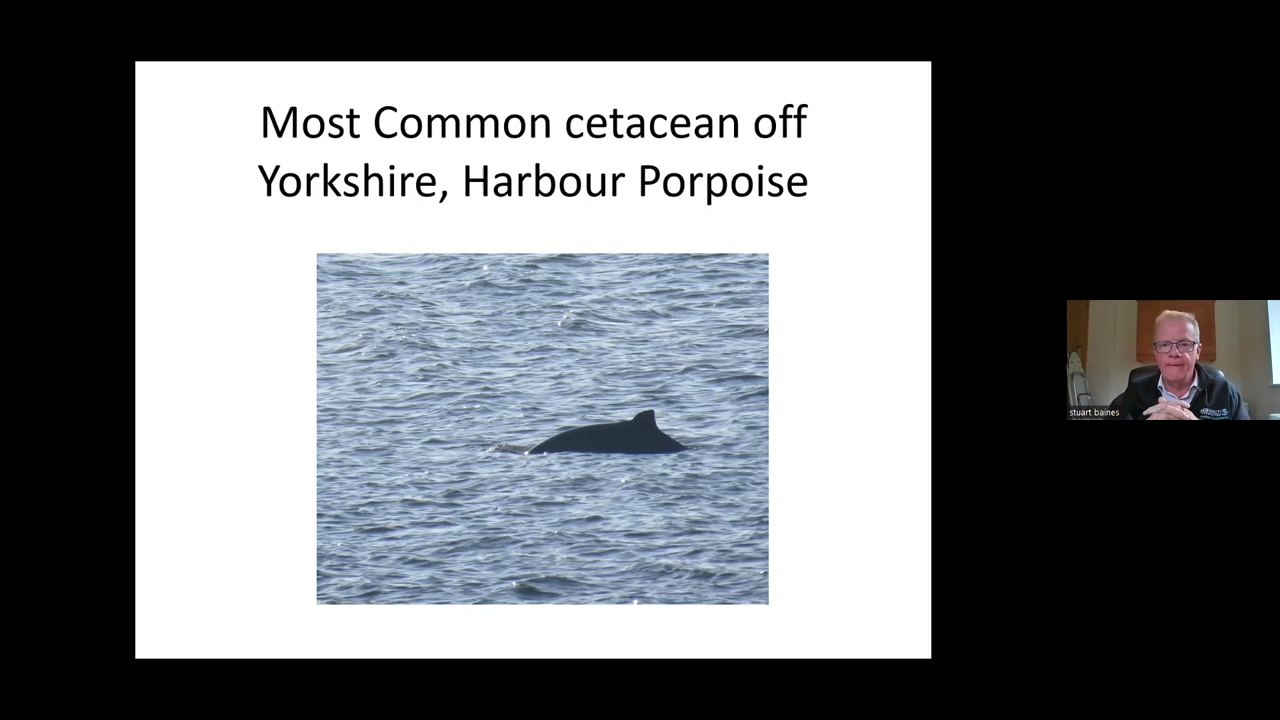 Most Common cetacean off
Yorkshire, Harbour Porpoise
stuart baines